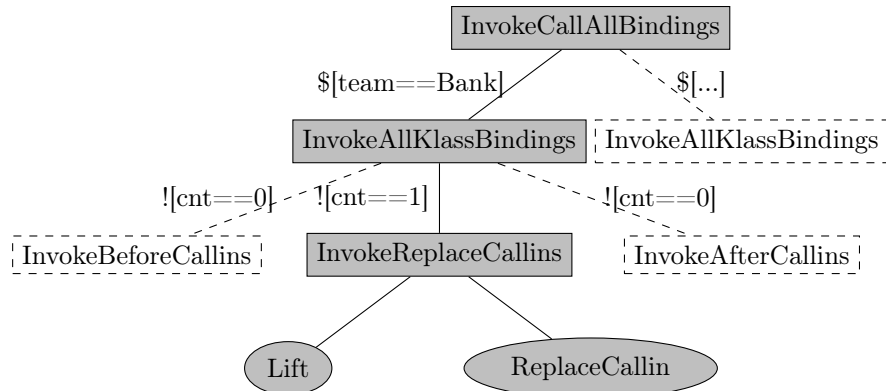 InvokeCallAllBindings
$[team==Bank]
$[...]
InvokeAllKlassBindings
InvokeAllKlassBindings
![cnt==0]
![cnt==1]
![cnt==0]
InvokeBeforeCallins
InvokeReplaceCallins
InvokeAfterCallins
Lift
ReplaceCallin